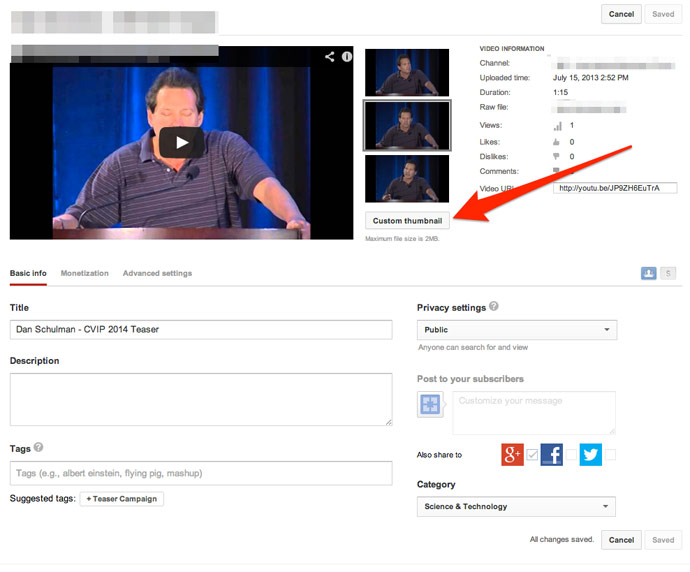 Cancel Saved
VIDEO INFORMATION
Channel:
Uploaded time: July 15, 2013 2:52 PM
Duration: 1:15
Raw file:
Views: 1
Likes: 0
Dislikes: 0
Comments:
Video URL: http://youtu.be/JP9ZH6EuTrA
Custom thumbnail
Maximum file size is 2MB.
Basic info Monetization Advanced settings
5
Title
Dan Schulman - CVIP 2014 Teaser
Description
Tags ?
Tags (e.g., albert einstein, flying pig, mashup)
Suggested tags: + Teaser Campaign
Privacy settings ?
Public
Anyone can search for and view
Post to your subscribers
Customize your message
Also share to g+ f
Category
Science & Technology
All changes saved. Cancel Saved